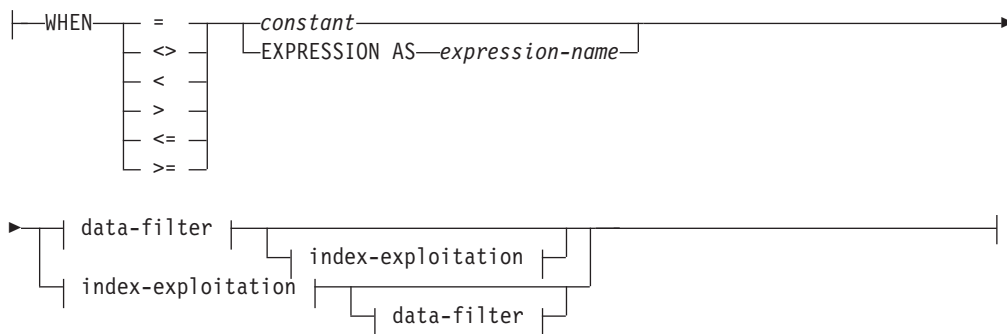 WHEN = constant
<> EXPRESSION AS expression-name
<
>
<=
>=
data-filter
index-exploitation
index-exploitation
data-filter